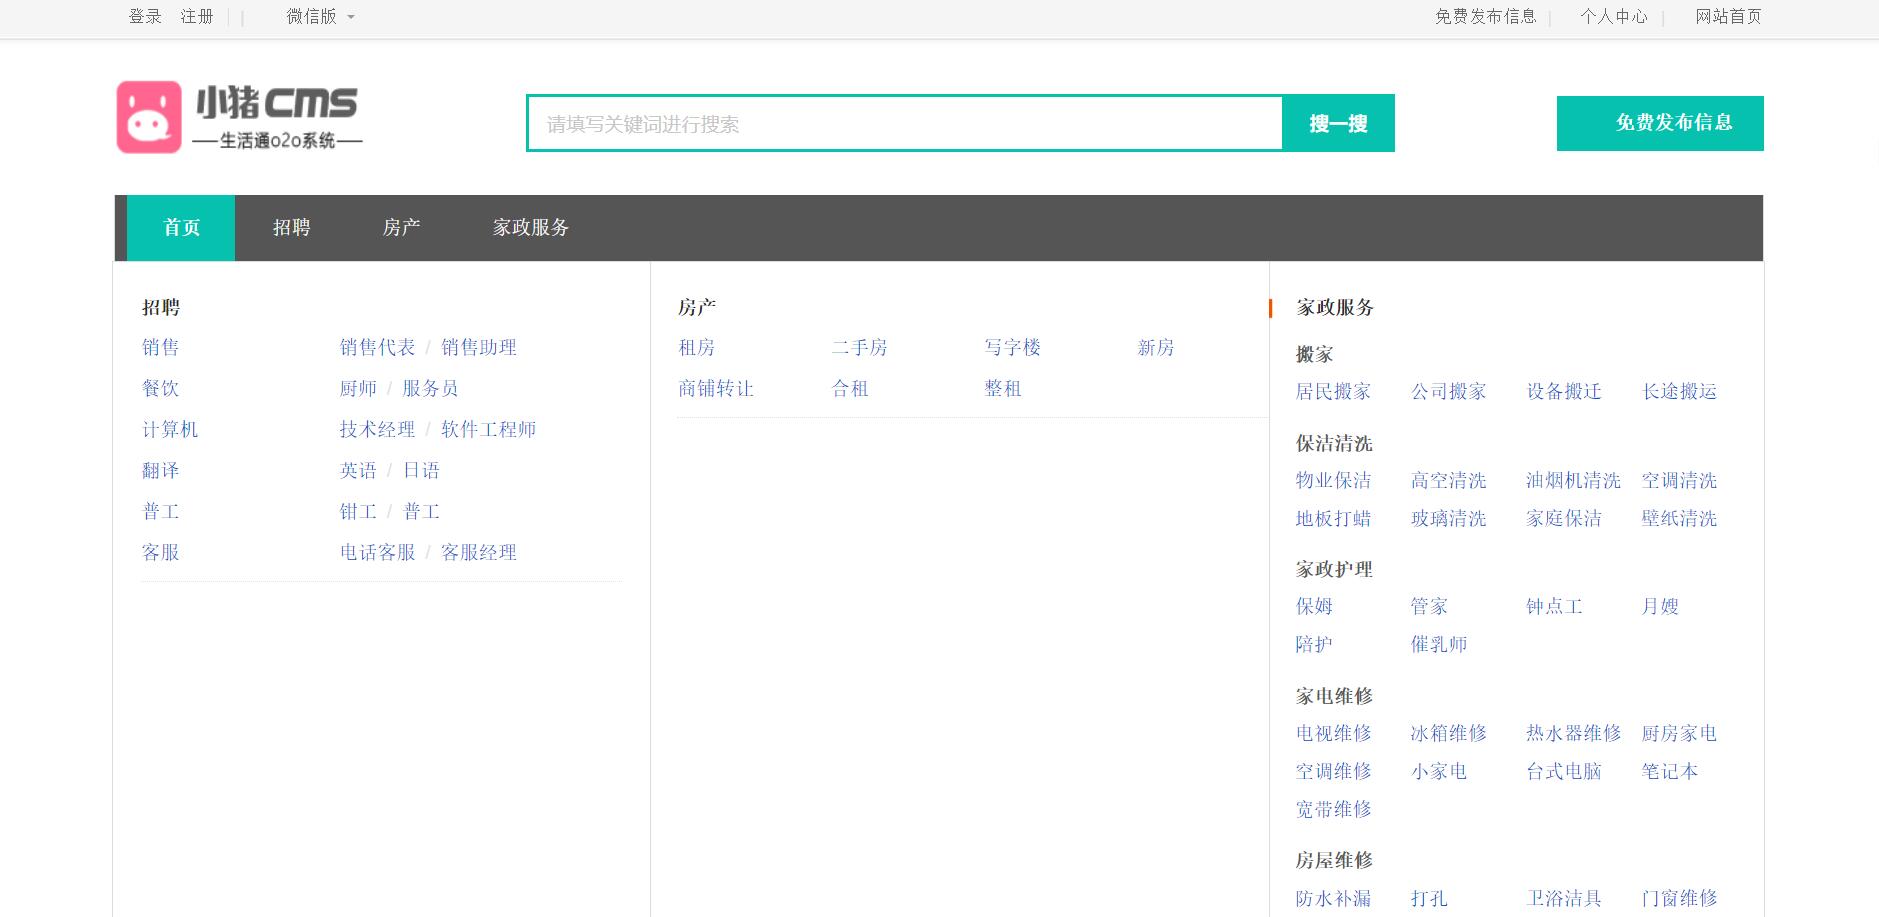 登录 注册 | | 微信版 免费发布信息 | 个人中心 | 网站首页
小猪CMS
生活通o2o系统
请填写关键词进行搜索 搜一搜 免费发布信息
首页 招聘 房产 家政服务
招聘
销售 销售代表 / 销售助理
餐饮 厨师 / 服务员
计算机 技术经理 / 软件工程师
翻译 英语 / 日语
普工 钳工 / 普工
客服 电话客服 / 客服经理
房产
租房 二手房 写字楼 新房
商铺转让 合租 整租
家政服务
搬家
居民搬家 公司搬家 设备搬迁 长途搬运
保洁清洗
物业保洁 高空清洗 油烟机清洗 空调清洗
地板打蜡 玻璃清洗 家庭保洁 壁纸清洗
家政护理
保姆 管家 钟点工 月嫂
陪护 催乳师
家电维修
电视维修 冰箱维修 热水器维修 厨房家电
空调维修 小家电 台式电脑 笔记本
宽带维修
房屋维修
防水补漏 打孔 卫浴洁具 门窗维修